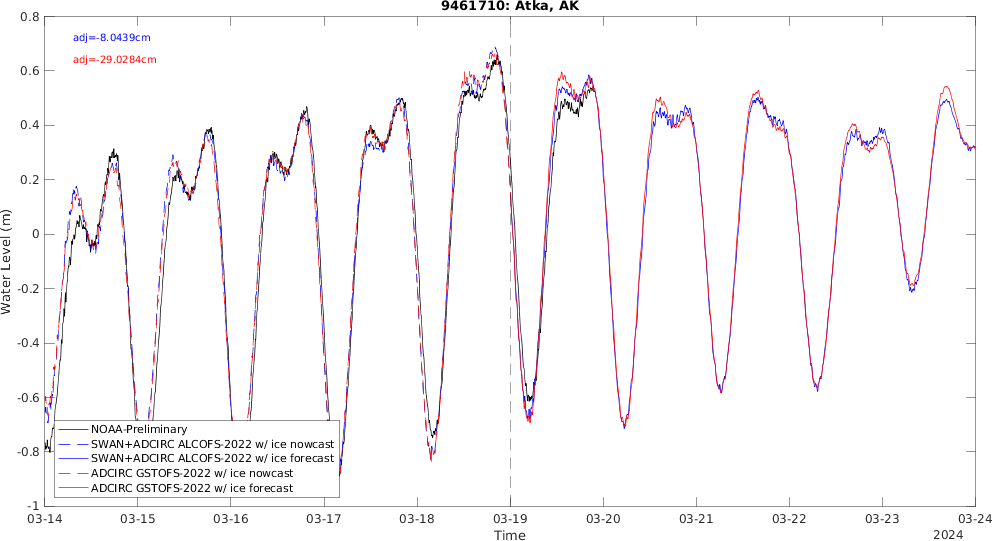 9461710: Atka, AK
adj=-8.0439cm
adj=-29.0284cm
Water Level (m)
0.8
0.6
0.4
0.2
0
-0.2
-0.4
-0.6
-0.8
-1
NOAA-Preliminary
SWAN+ADCIRC ALCOFS-2022 w/ ice nowcast
SWAN+ADCIRC ALCOFS-2022 w/ ice forecast
ADCIRC GSTOFS-2022 w/ ice nowcast
ADCIRC GSTOFS-2022 w/ ice forecast
03-14 03-15 03-16 03-17 03-18 03-19 03-20 03-21 03-22 03-23 03-24
Time
2024